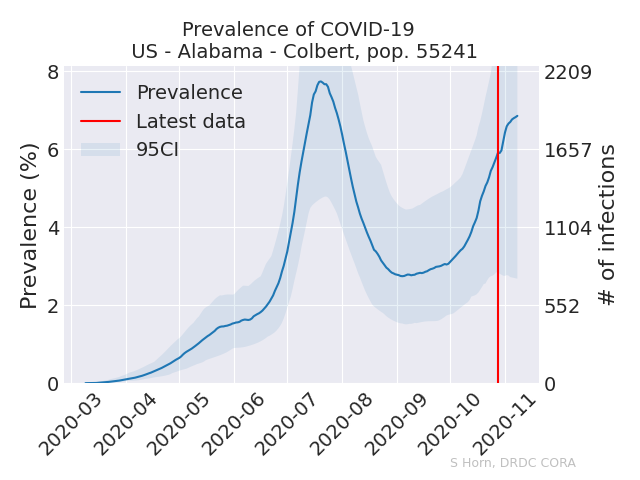 Prevalence of COVID-19
US - Alabama - Colbert, pop. 55241
Prevalence
Latest data
95CI
Prevalence (%)
8
6
4
2
0
2209
1657
1104
552
0
# of infections
2020-03
2020-04
2020-05
2020-06
2020-07
2020-08
2020-09
2020-10
2020-11
S Horn, DRDC CORA